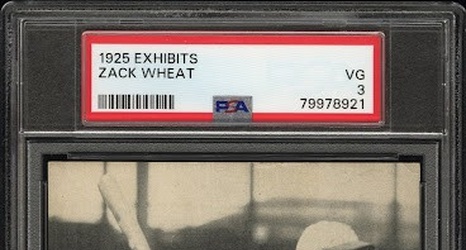 1925 EXHIBITS
ZACK WHEAT
VG
3
PSA
79978921